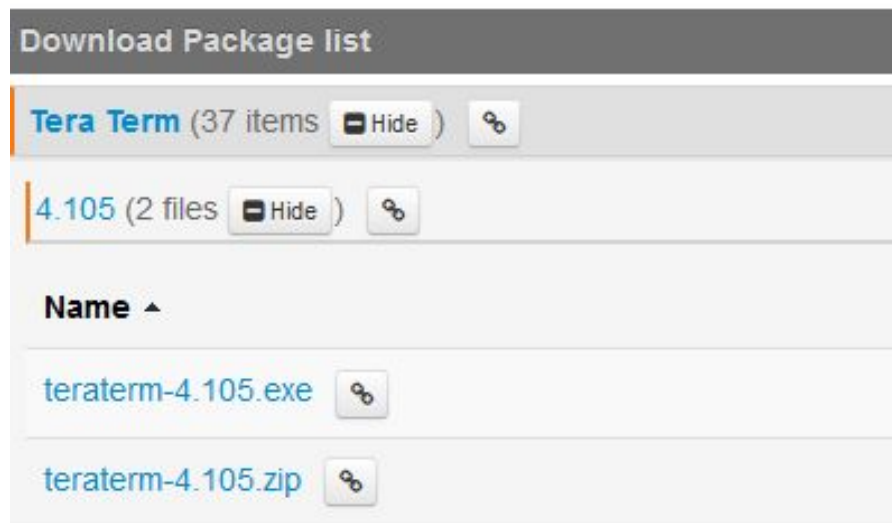 Download Package list
Tera Term (37 items Hide )
4.105 (2 files Hide )
Name
teraterm-4.105.exe
teraterm-4.105.zip